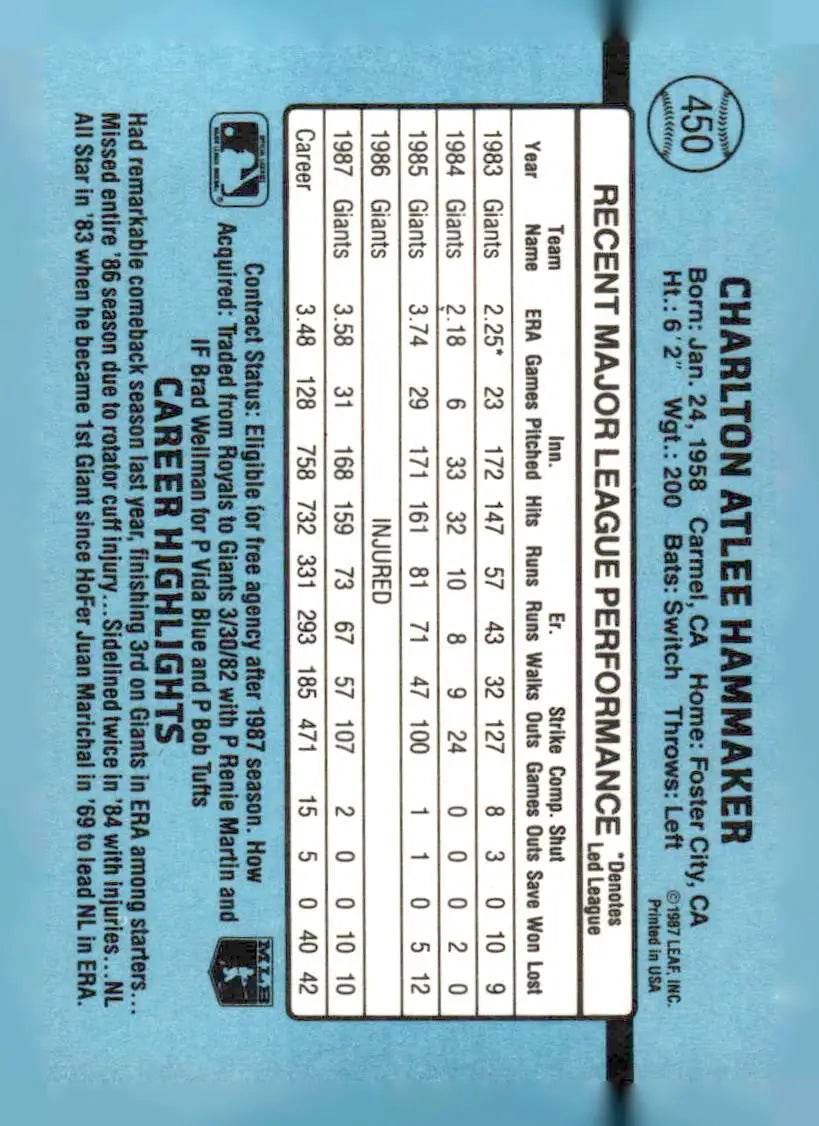 450
CHARLTON ATLEE HAMMAKER
Born: Jan. 24, 1958 Carmel, CA Home: Foster City, CA
Ht.: 6'2" Wgt.: 200 Bats: Switch Throws: Left
©1987 LEAF, INC.
Printed in USA
RECENT MAJOR LEAGUE PERFORMANCE
*Denotes
Led League
Team Inn. Er. Strike Comp. Shut
Year Name ERA Games Pitched Hits Runs Runs Walks Outs Games Outs Save Won Lost
1983 Giants 2.25* 23 172 147 57 43 32 127 8 3 0 10 9
1984 Giants 2.18 6 33 32 10 8 9 24 0 0 0 2 0
1985 Giants 3.74 29 171 161 81 71 47 100 1 1 0 5 12
1986 Giants INJURED
1987 Giants 3.58 31 168 159 73 67 57 107 2 0 0 10 10
Career 3.48 128 758 732 331 293 185 471 15 5 0 40 42
Contract Status: Eligible for free agency after 1987 season. How
Acquired: Traded from Royals to Giants 3/30/82 with P Renie Martin and
IF Brad Wellman for P Vida Blue and P Bob Tufts
MLB
CAREER HIGHLIGHTS
Had remarkable comeback season last year, finishing 3rd on Giants in ERA among starters...
Missed entire '86 season due to rotator cuff injury...Sidelined twice in '84 with injuries...NL
All Star in '83 when he became 1st Giant since HoFer Juan Marichal in '69 to lead NL in ERA.